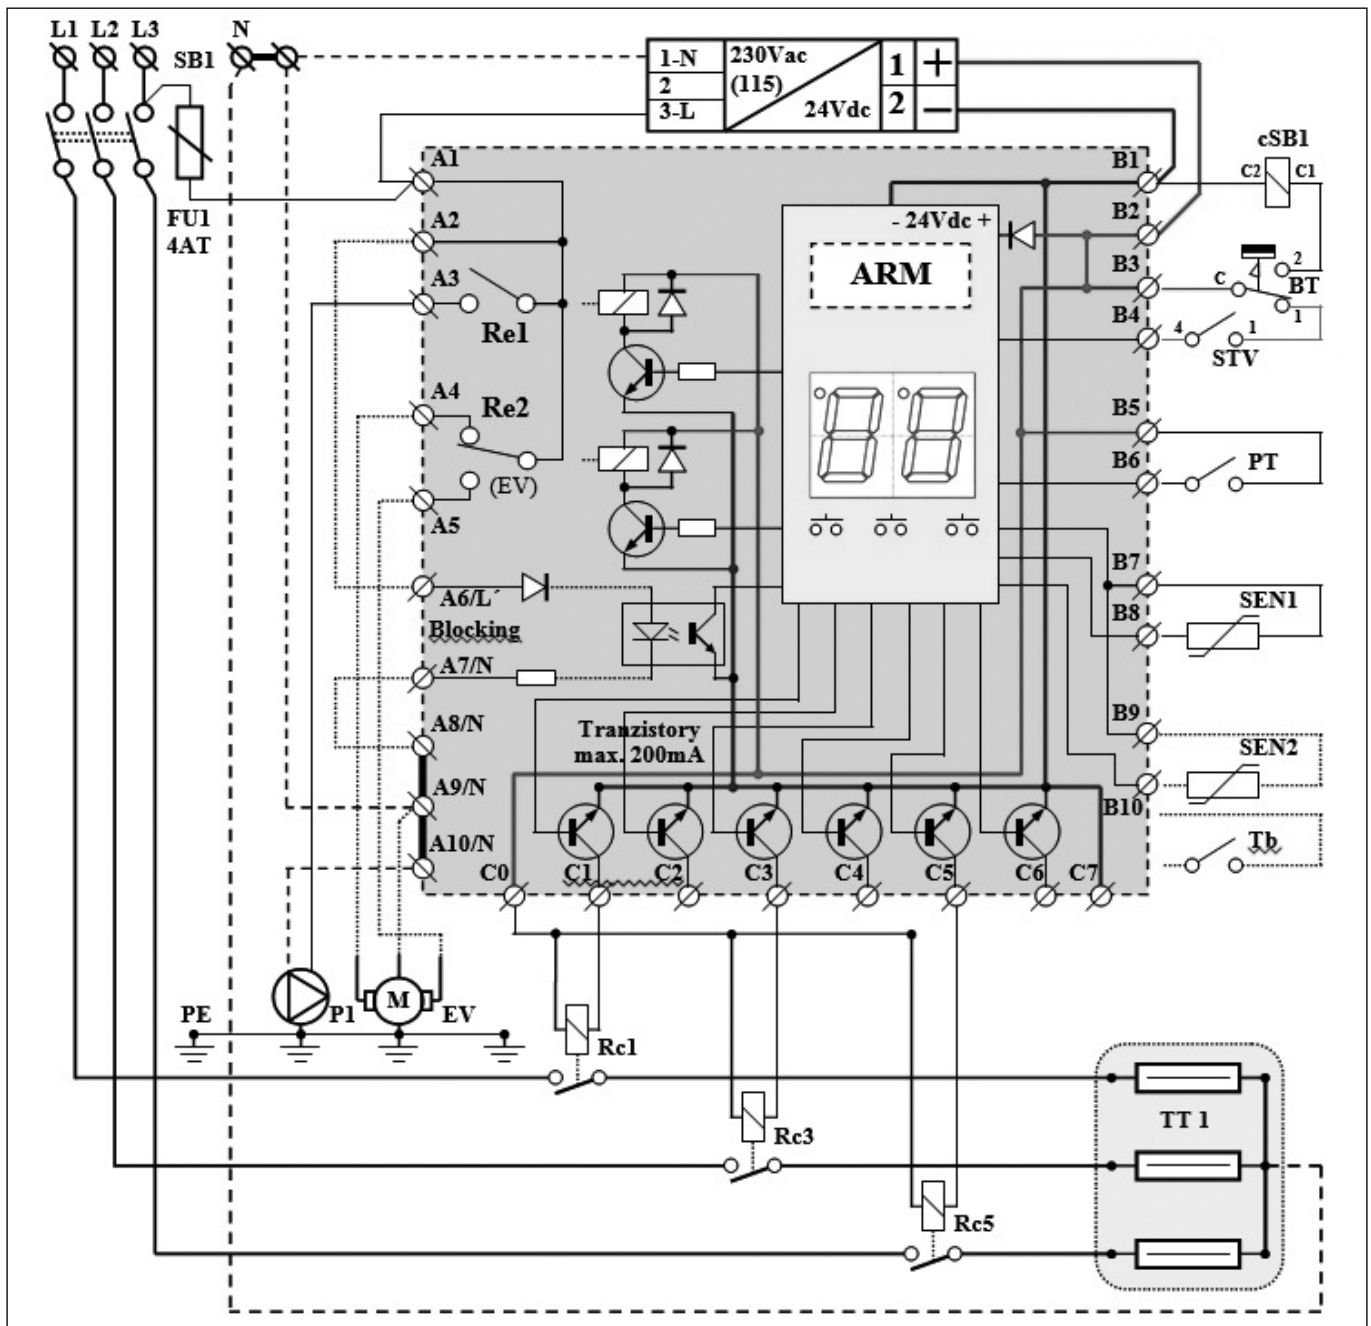 L1 L2 L3 N
SB1
1-N 230Vac 1 +
2 (115)
3-L 24Vdc 2 −
FU1
4AT
A1
A2
A3
Re1
A4
Re2
(EV)
A5
A6/L´
Blocking
A7/N
A8/N
A9/N
A10/N
- 24Vdc +
ARM
Tranzistory
max. 200mA
B1
B2
B3
B4
B5
B6
B7
B8
B9
B10
cSB1
C2 C1
2
C BT
1
4 1
STV
PT
SEN1
SEN2
Tb
C0 C1 C2 C3 C4 C5 C6 C7
PE P1 M EV
Rc1
Rc3
Rc5
TT 1